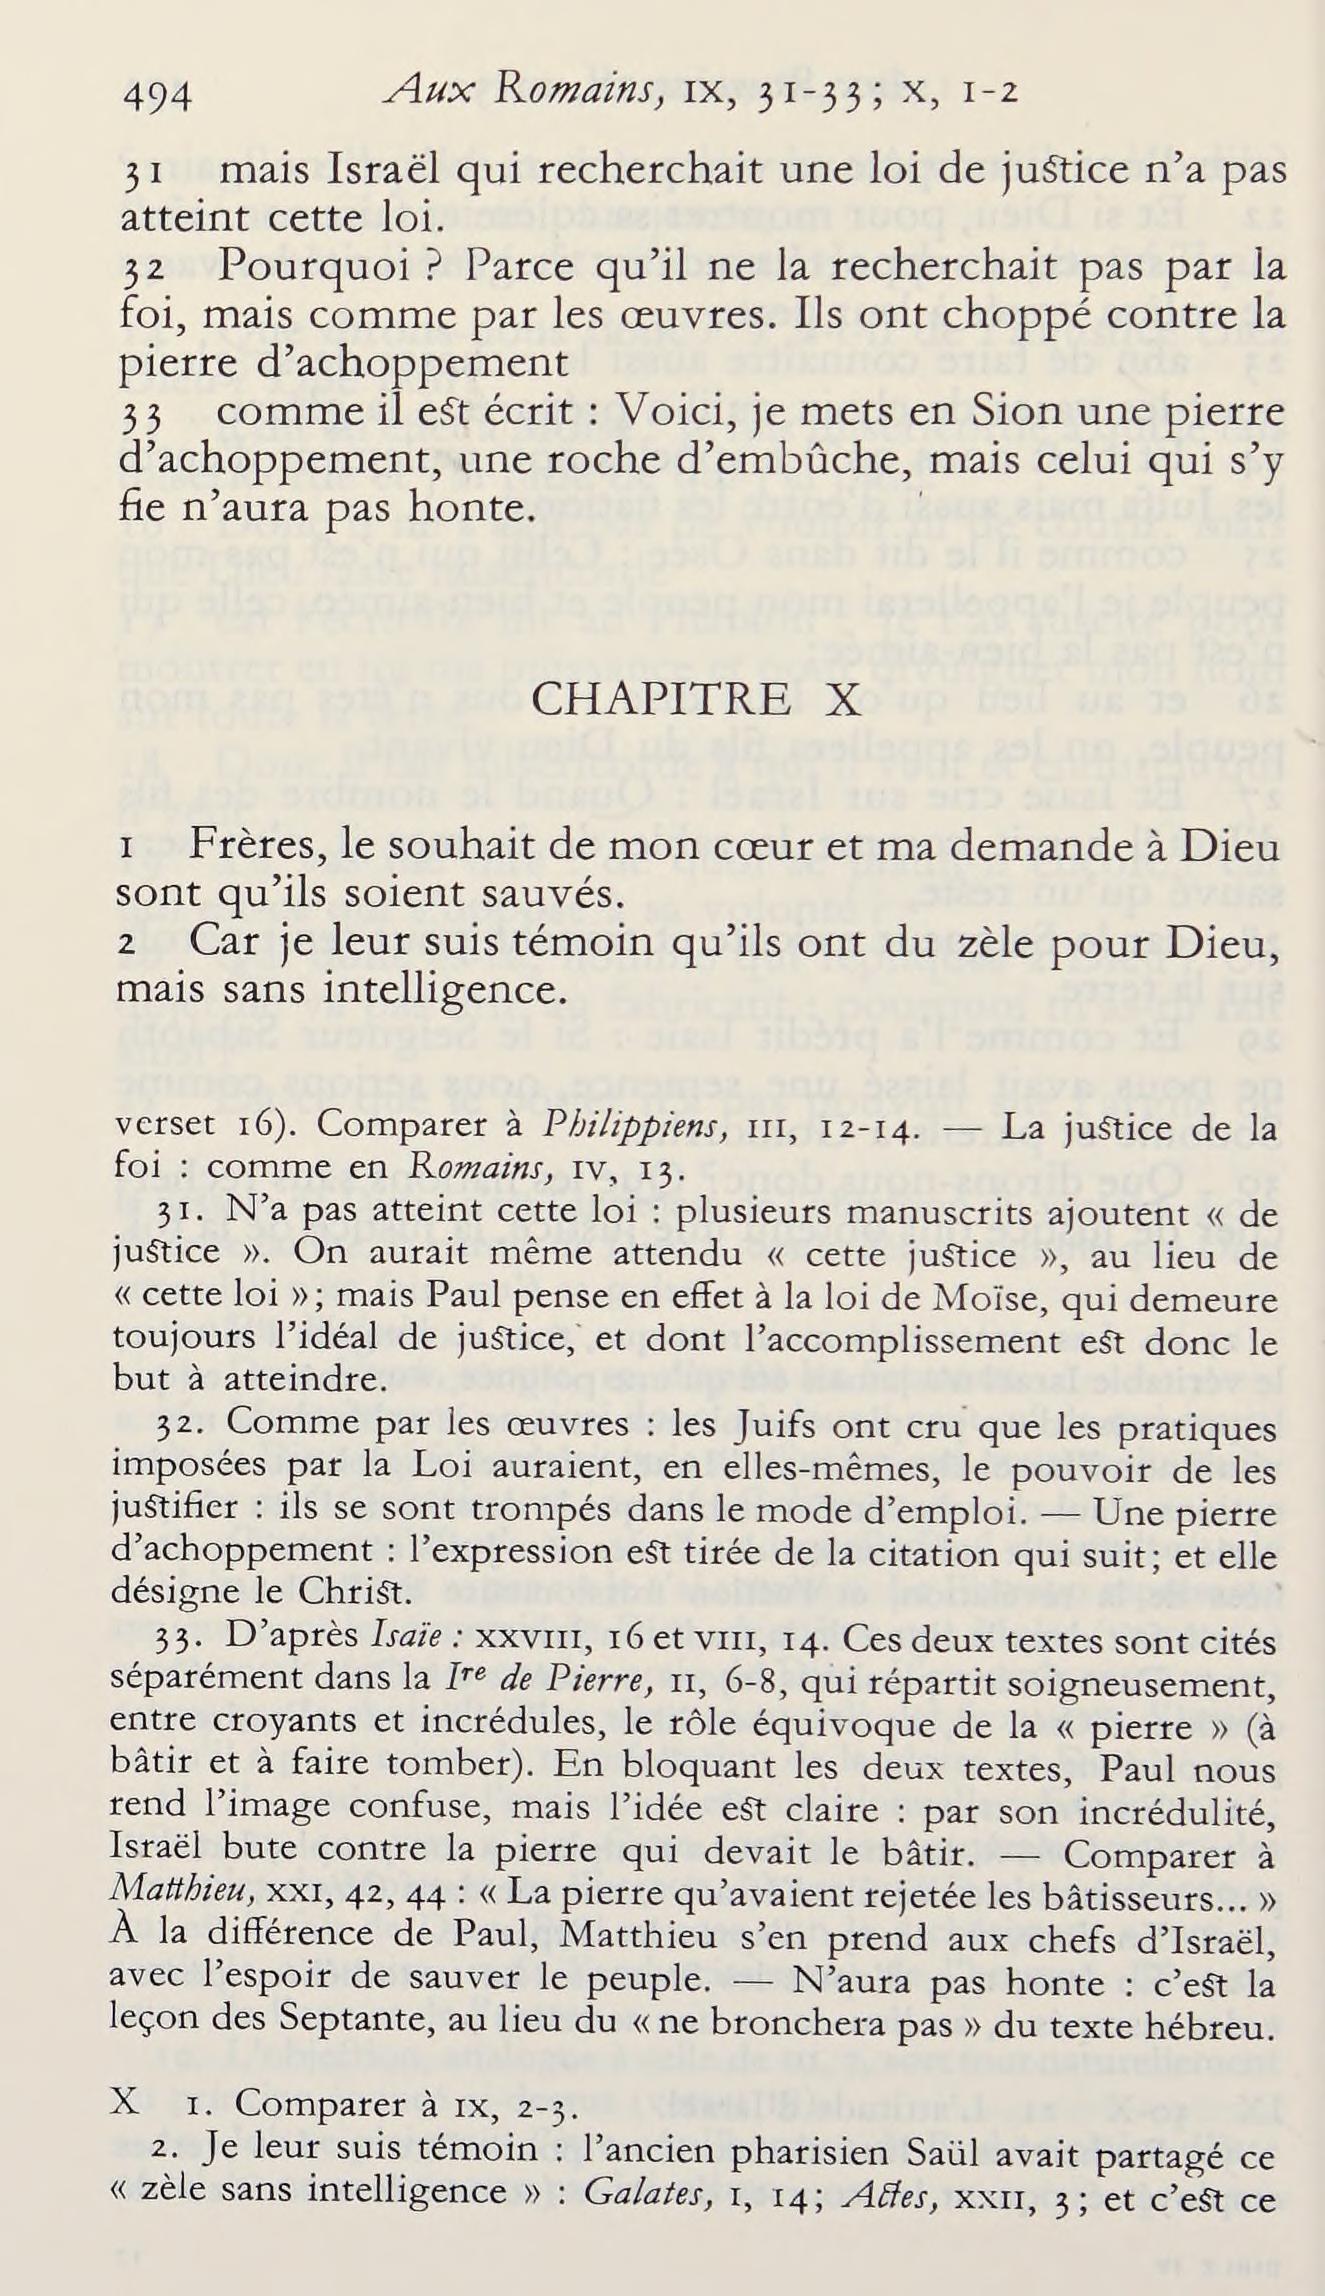 494 Aux Romains, IX, 31-33; X, 1-2
31 mais Israël qui recherchait une loi de justice n’a pas
atteint cette loi.
32 Pourquoi ? Parce qu’il ne la recherchait pas par la
foi, mais comme par les œuvres. Ils ont choppé contre la
pierre d’achoppement
33 comme il est écrit : Voici, je mets en Sion une pierre
d’achoppement, une roche d’embûche, mais celui qui s’y
fie n’aura pas honte.
CHAPITRE X
1 Frères, le souhait de mon cœur et ma demande à Dieu
sont qu’ils soient sauvés.
2 Car je leur suis témoin qu’ils ont du zèle pour Dieu,
mais sans intelligence.
verset 16). Comparer à Philippiens, III, 12-14. — La justice de la
foi : comme en Romains, IV, 13.
31. N’a pas atteint cette loi : plusieurs manuscrits ajoutent « de
justice ». On aurait même attendu « cette justice », au lieu de
« cette loi »; mais Paul pense en effet à la loi de Moïse, qui demeure
toujours l’idéal de justice, et dont l’accomplissement est donc le
but à atteindre.
32. Comme par les œuvres : les Juifs ont cru que les pratiques
imposées par la Loi auraient, en elles-mêmes, le pouvoir de les
justifier : ils se sont trompés dans le mode d’emploi. — Une pierre
d’achoppement : l’expression est tirée de la citation qui suit; et elle
désigne le Christ.
33. D’après Isaïe : XXVIII, 16 et VIII, 14. Ces deux textes sont cités
séparément dans la Ire de Pierre, II, 6-8, qui répartit soigneusement,
entre croyants et incrédules, le rôle équivoque de la « pierre » (à
bâtir et à faire tomber). En bloquant les deux textes, Paul nous
rend l’image confuse, mais l’idée est claire : par son incrédulité,
Israël bute contre la pierre qui devait le bâtir. — Comparer à
Matthieu, XXI, 42, 44 : « La pierre qu’avaient rejetée les bâtisseurs... »
À la différence de Paul, Matthieu s’en prend aux chefs d’Israël,
avec l’espoir de sauver le peuple. — N’aura pas honte : c’est la
leçon des Septante, au lieu du « ne bronchera pas » du texte hébreu.
X 1. Comparer à IX, 2-3.
2. Je leur suis témoin : l’ancien pharisien Saül avait partagé ce
« zèle sans intelligence » : Galates, I, 14; Actes, XXII, 3; et c’est ce